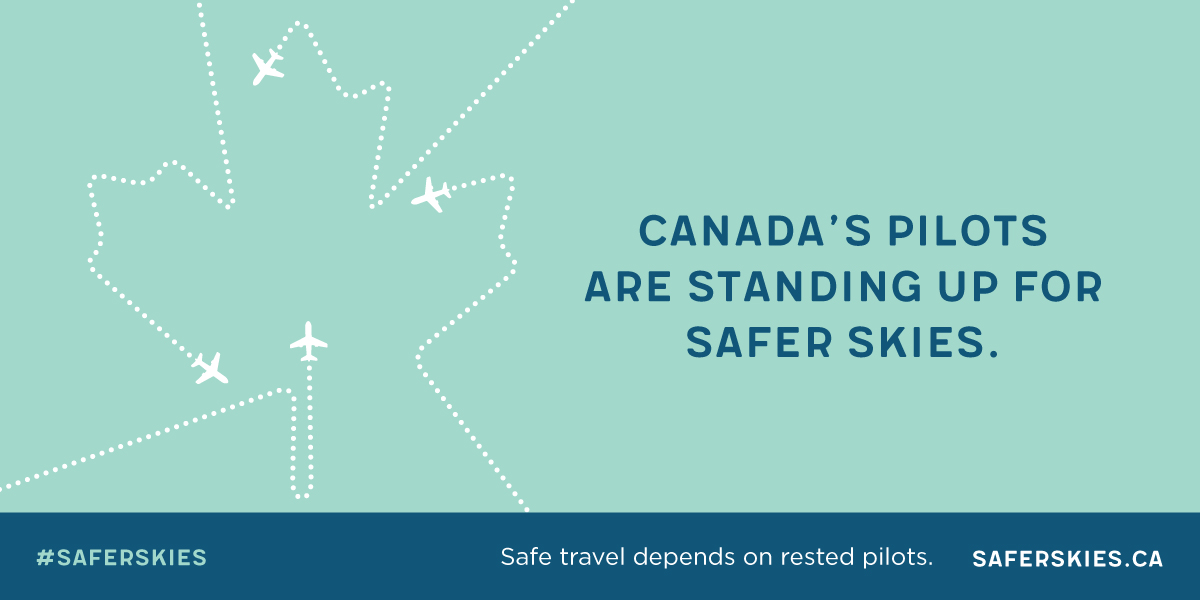 CANADA’S PILOTS
ARE STANDING UP FOR
SAFER SKIES.
#SAFERSKIES
Safe travel depends on rested pilots.
SAFERSKIES.CA